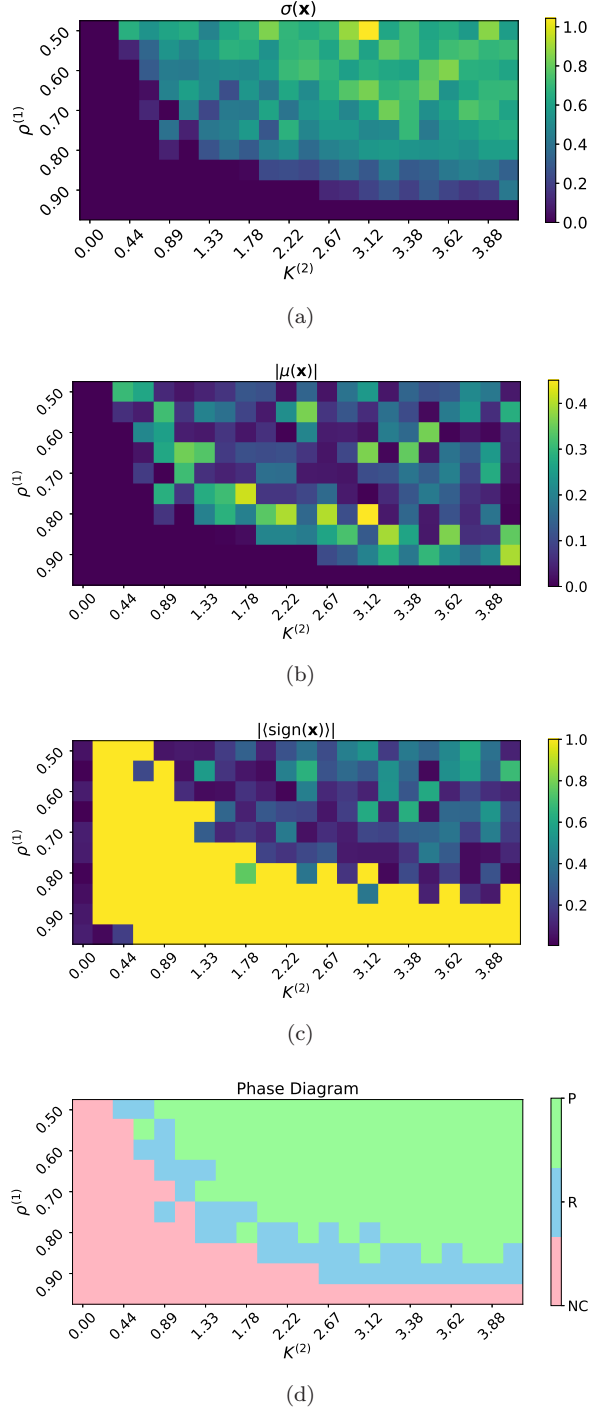 σ(x)
0.50
0.60
0.70
0.80
0.90
ρ(1)
0.00 0.44 0.89 1.33 1.78 2.22 2.67 3.12 3.38 3.62 3.88
K(2)
1.0
0.8
0.6
0.4
0.2
0.0
(a)
|μ(x)|
0.50
0.60
0.70
0.80
0.90
ρ(1)
0.00 0.44 0.89 1.33 1.78 2.22 2.67 3.12 3.38 3.62 3.88
K(2)
0.4
0.3
0.2
0.1
0.0
(b)
|⟨sign(x)⟩|
0.50
0.60
0.70
0.80
0.90
ρ(1)
0.00 0.44 0.89 1.33 1.78 2.22 2.67 3.12 3.38 3.62 3.88
K(2)
1.0
0.8
0.6
0.4
0.2
(c)
Phase Diagram
0.50
0.60
0.70
0.80
0.90
ρ(1)
0.00 0.44 0.89 1.33 1.78 2.22 2.67 3.12 3.38 3.62 3.88
K(2)
P
R
NC
(d)